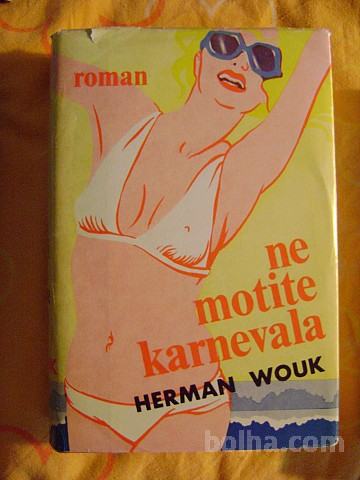 roman
ne
motite
karnevala
HERMAN WOUK
bolha.com